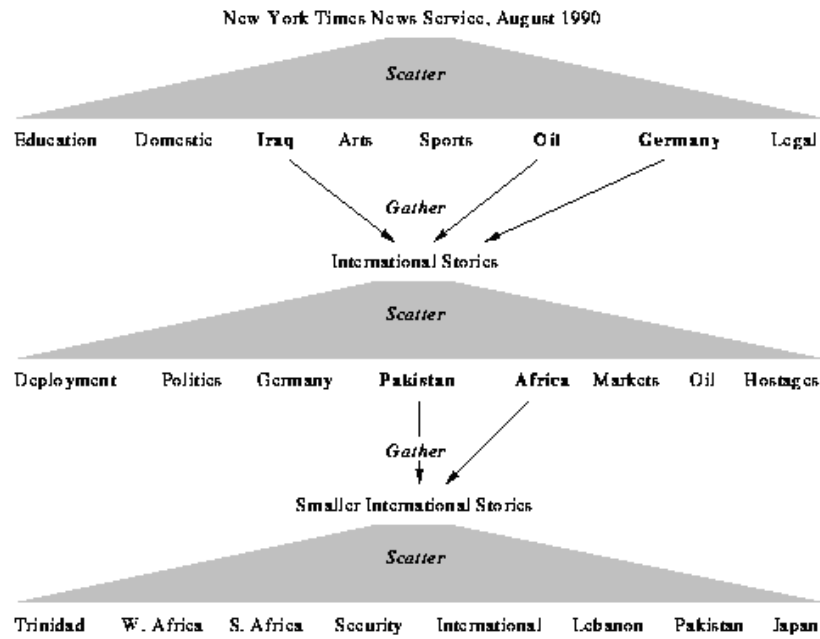 New York Times News Service, August 1990
Scatter
Education Domestic Iraq Arts Sports Oil Germany Legal
Gather
International Stories
Scatter
Deployment Politics Germany Pakistan Africa Markets Oil Hostages
Gather
Smaller International Stories
Scatter
Trinidad W. Africa S. Africa Security International Lebanon Pakistan Japan